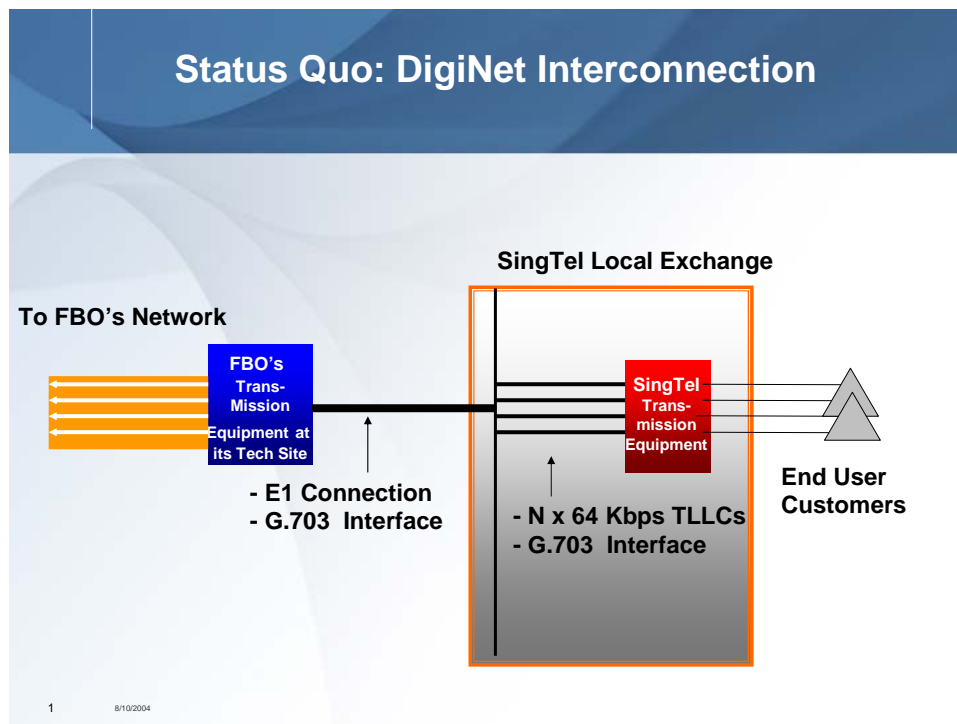 Status Quo: DigiNet Interconnection
SingTel Local Exchange
To FBO's Network
FBO's
Trans-
Mission
Equipment at
its Tech Site
SingTel
Trans-
mission
Equipment
- E1 Connection
- G.703 Interface
- N x 64 Kbps TLLCs
- G.703 Interface
End User
Customers
1
8/10/2004